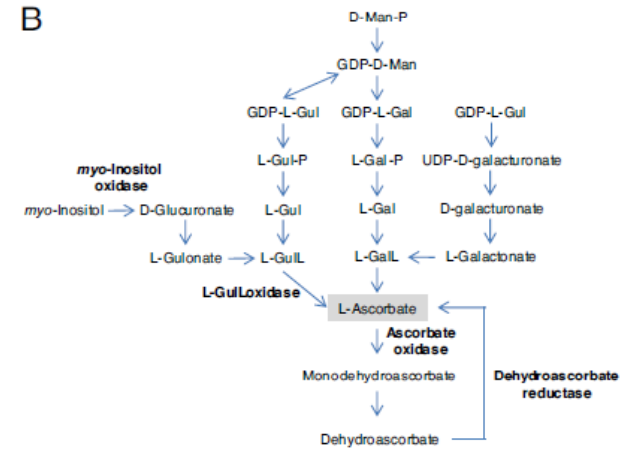 B
D-Man-P
GDP-D-Man
GDP-L-Gul GDP-L-Gal GDP-L-Gul
L-Gul-P L-Gal-P UDP-D-galacturonate
myo-Inositol
oxidase
myo-Inositol D-Glucuronate L-Gul L-Gal D-galacturonate
L-Gulonate L-GulL L-GalL L-Galactonate
L-GulLoxidase
L-Ascorbate
Ascorbate
oxidase
Monodehydroascorbate
Dehydroascorbate
reductase
Dehydroascorbate